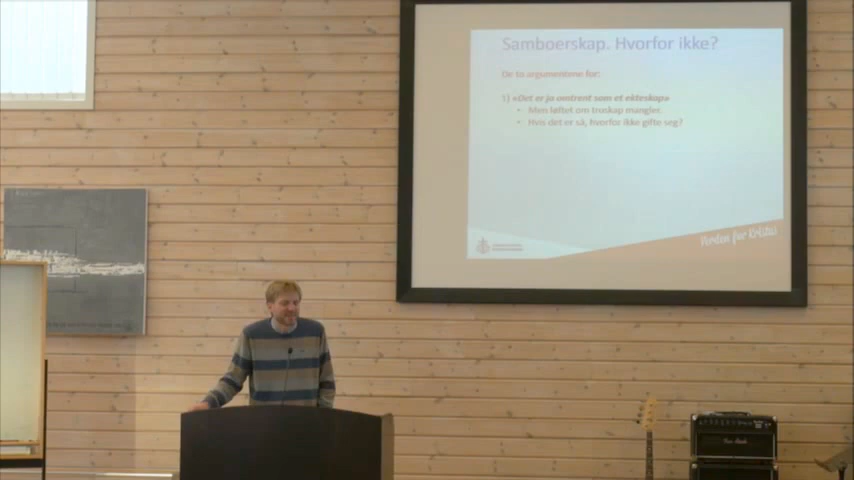 Samboerskap. Hvorfor ikke?
De to argumentene for:
1) «Det er jo omtrent som et ekteskap»
• Men løftet om troskap mangler.
• Hvis det er så, hvorfor ikke gifte seg?
Verden for Kristus